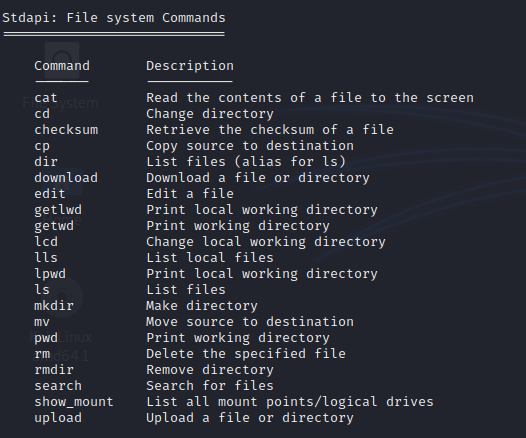 Stdapi: File system Commands
============================
Command Description
------- -----------
cat Read the contents of a file to the screen
cd Change directory
checksum Retrieve the checksum of a file
cp Copy source to destination
dir List files (alias for ls)
download Download a file or directory
edit Edit a file
getlwd Print local working directory
getwd Print working directory
lcd Change local working directory
lls List local files
lpwd Print local working directory
ls List files
mkdir Make directory
mv Move source to destination
pwd Print working directory
rm Delete the specified file
rmdir Remove directory
search Search for files
show_mount List all mount points/logical drives
upload Upload a file or directory